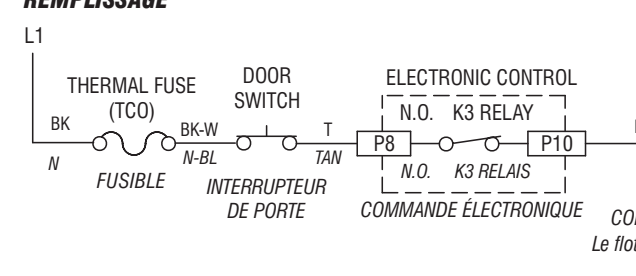 REMPLISSAGE
L1
THERMAL FUSE
(TCO)
DOOR
SWITCH
ELECTRONIC CONTROL
N.O. K3 RELAY
BK
BK-W
T
P8
P10
N
N-BL
TAN
N.O. K3 RELAIS
FUSIBLE
INTERRUPTEUR
DE PORTE
COMMANDE ÉLECTRONIQUE
Le